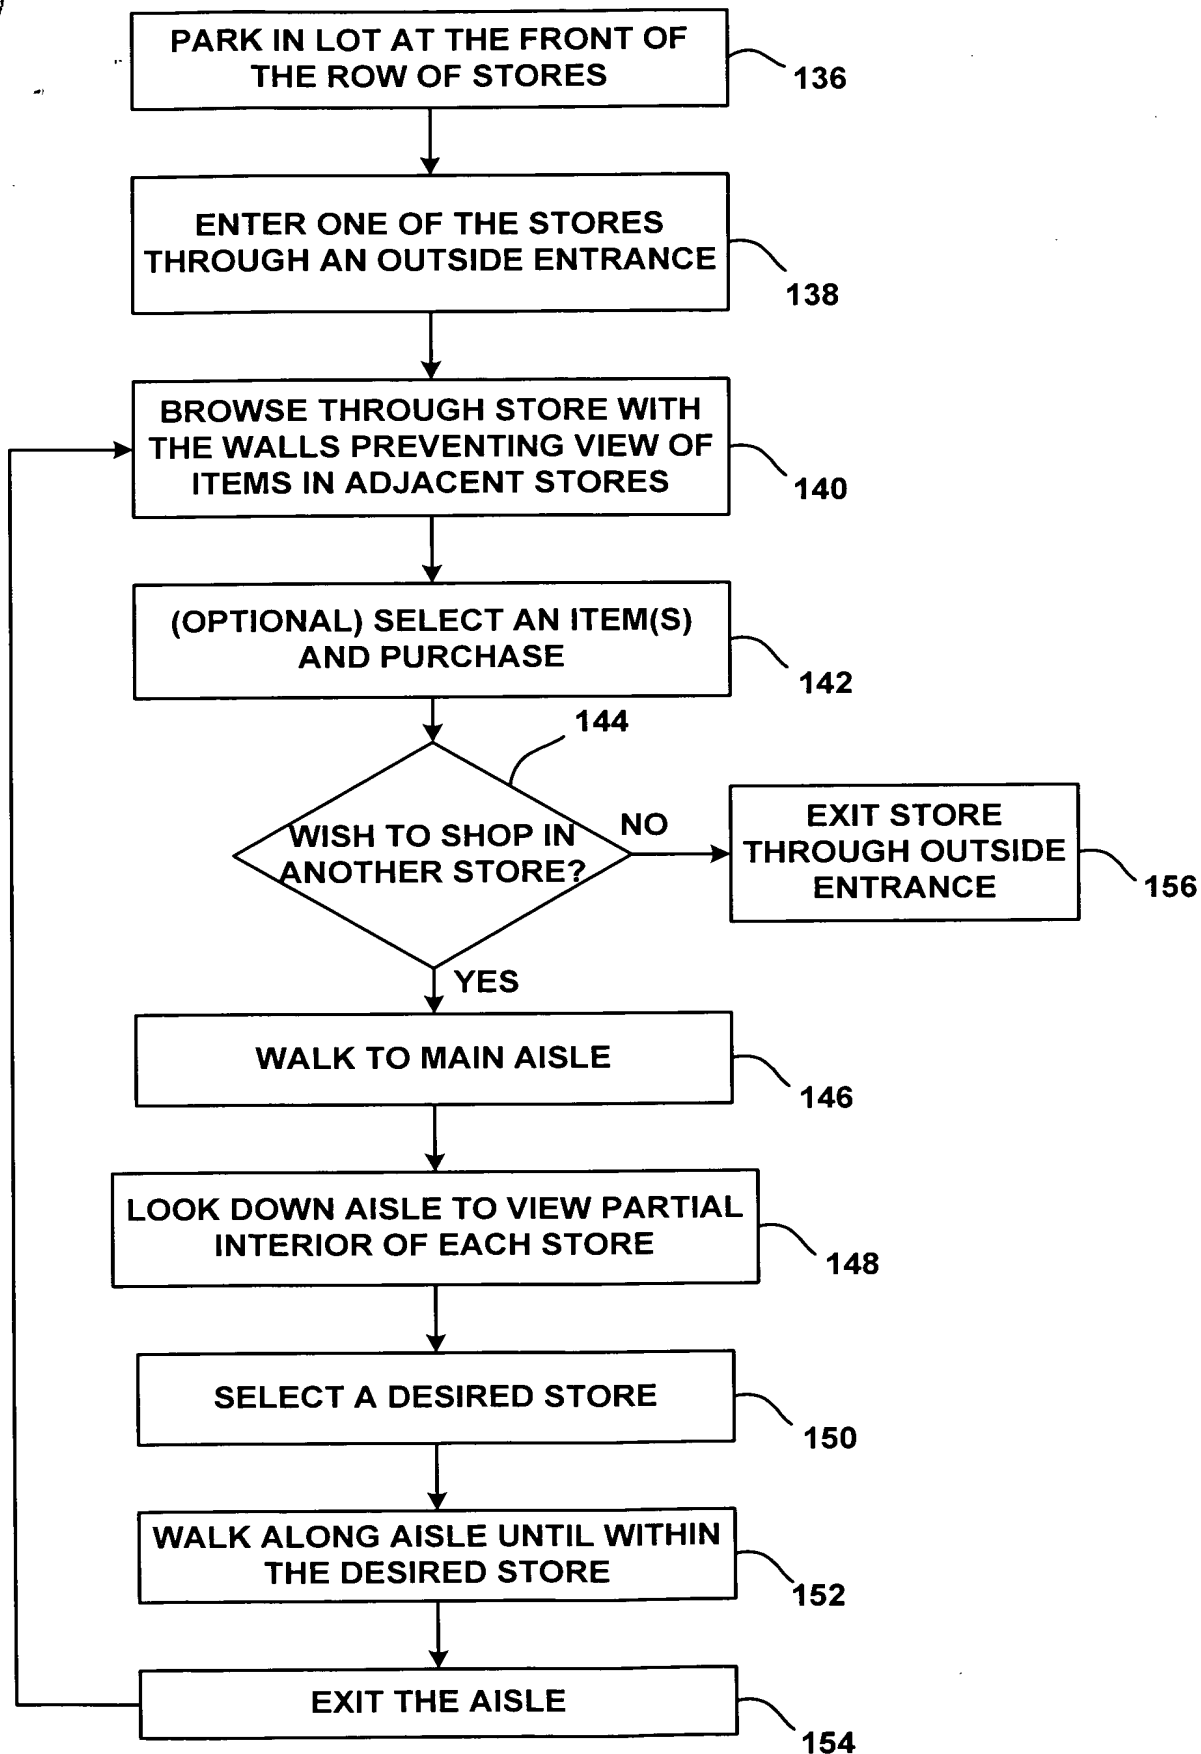 PARK IN LOT AT THE FRONT OF
THE ROW OF STORES
136
ENTER ONE OF THE STORES
THROUGH AN OUTSIDE ENTRANCE
138
BROWSE THROUGH STORE WITH
THE WALLS PREVENTING VIEW OF
ITEMS IN ADJACENT STORES
140
(OPTIONAL) SELECT AN ITEM(S)
AND PURCHASE
142
144
WISH TO SHOP IN
ANOTHER STORE?
NO
EXIT STORE
THROUGH OUTSIDE
ENTRANCE
156
YES
WALK TO MAIN AISLE
146
LOOK DOWN AISLE TO VIEW PARTIAL
INTERIOR OF EACH STORE
148
SELECT A DESIRED STORE
150
WALK ALONG AISLE UNTIL WITHIN
THE DESIRED STORE
152
EXIT THE AISLE
154